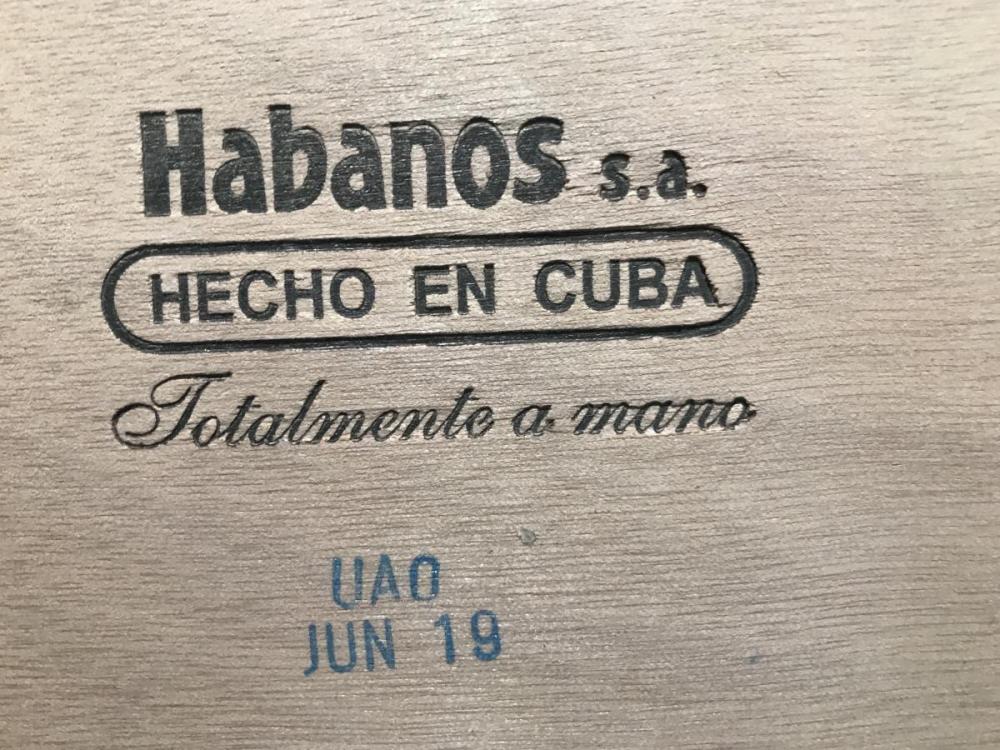 Habanos s.a.
HECHO EN CUBA
Totalmente a mano
UAO
JUN 19